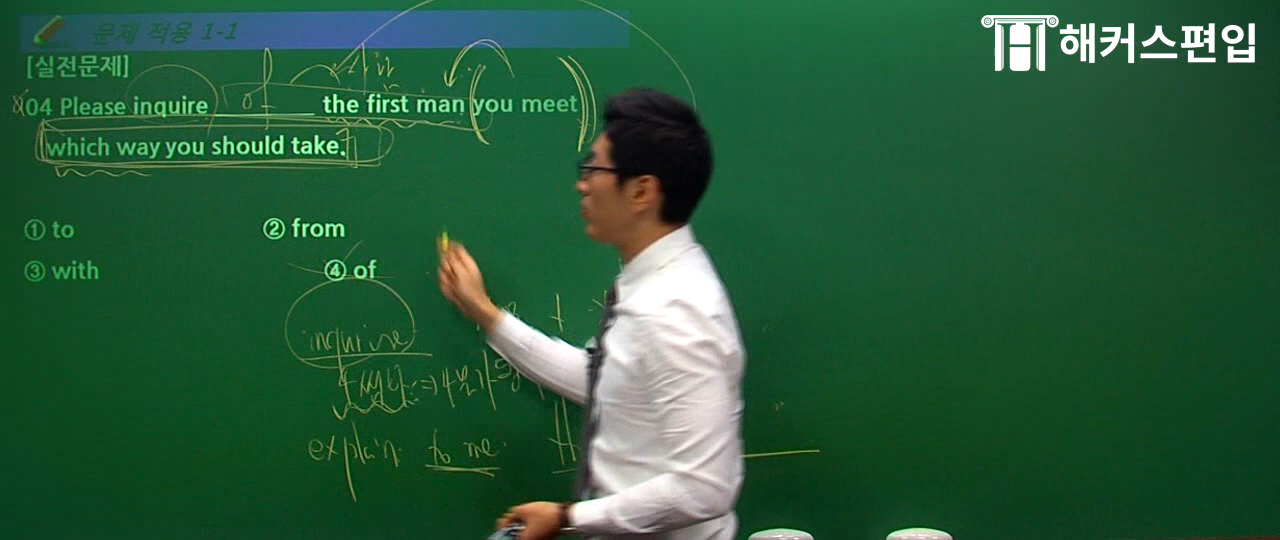 해커스편입
문제 적용 1-1
[실전문제]
04 Please inquire ________ the first man you meet
which way you should take.
① to
② from
③ with
④ of
inquire
explain to me